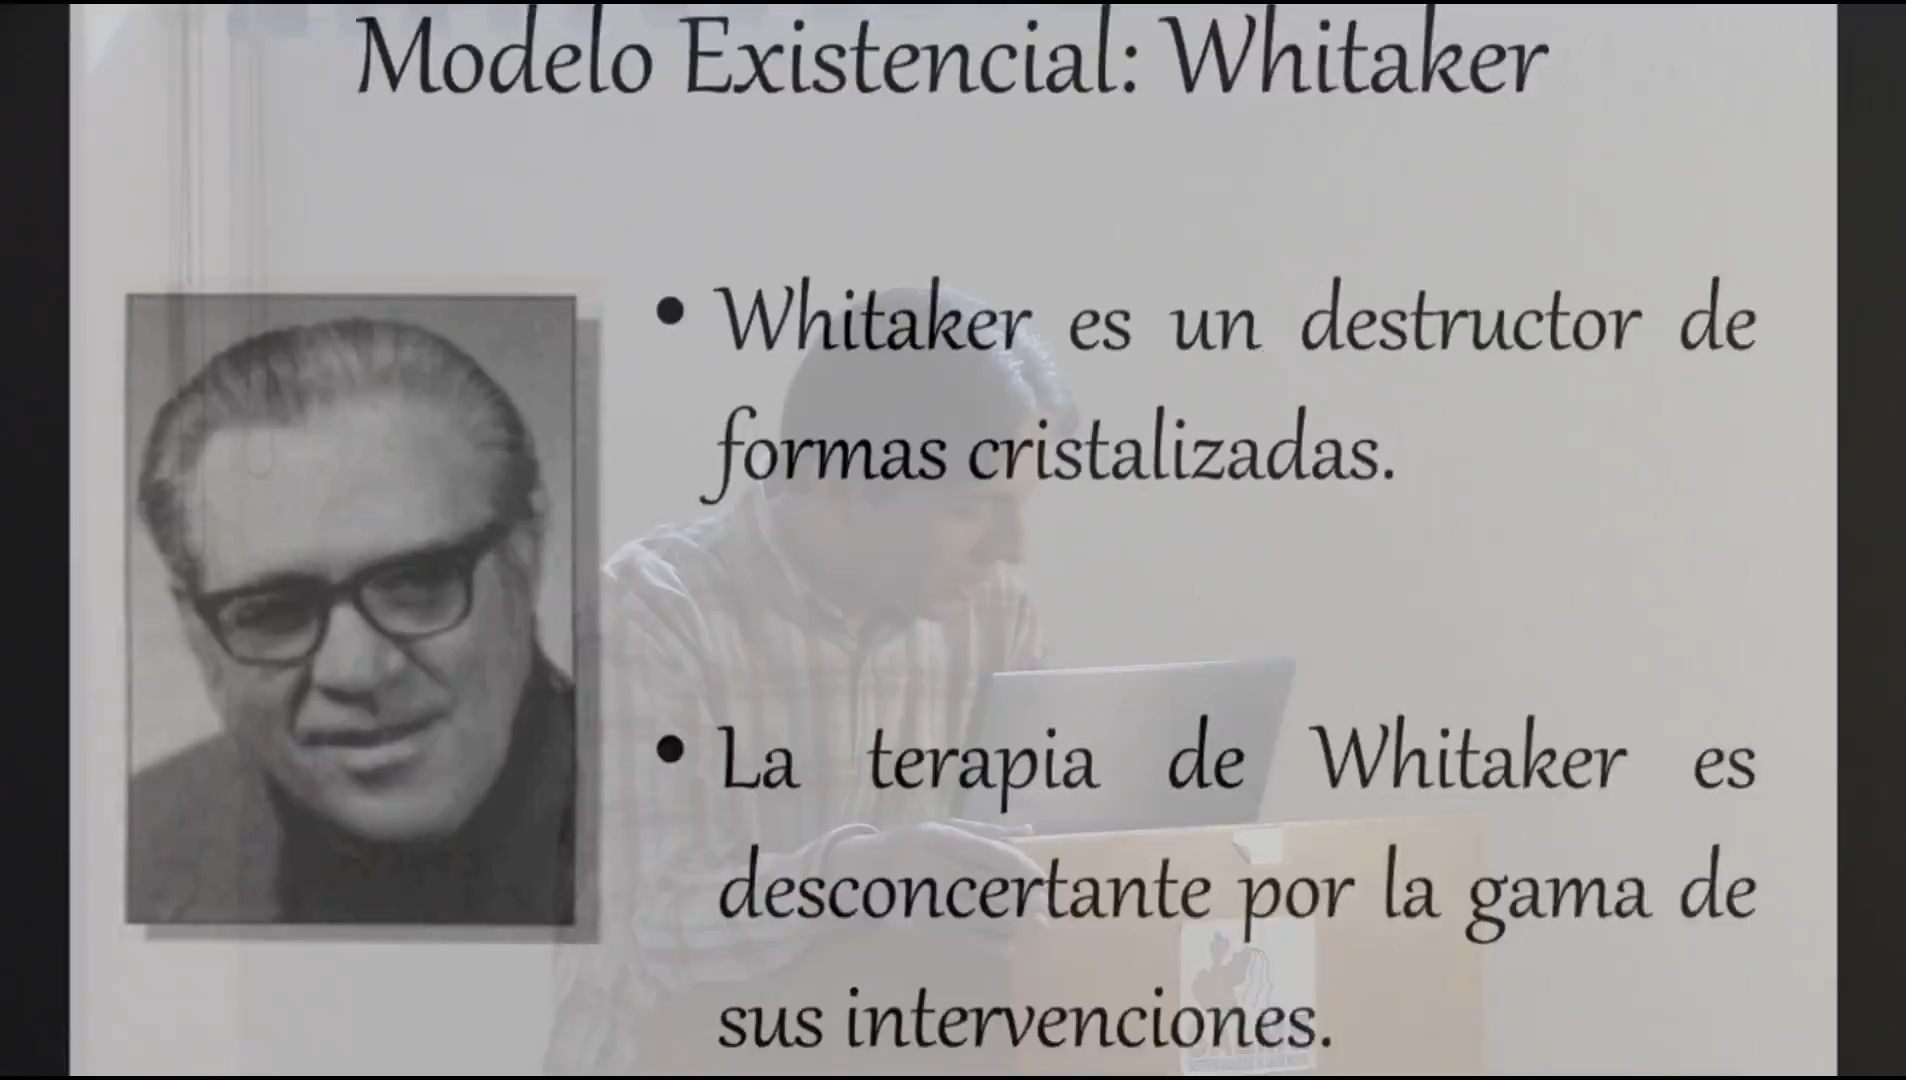 Modelo Existencial: Whitaker
• Whitaker es un destructor de
formas cristalizadas.
• La terapia de Whitaker es
desconcertante por la gama de
sus intervenciones.